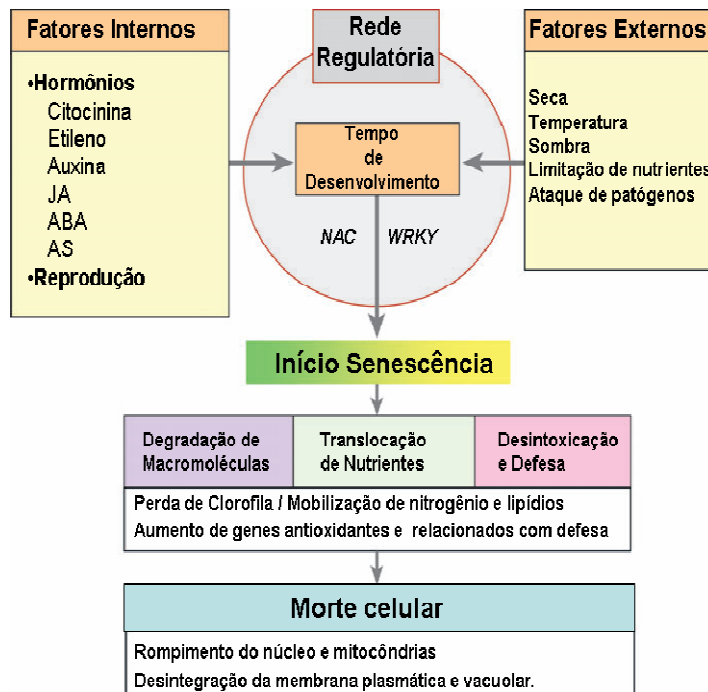 Fatores Internos
•Hormônios
Citocinina
Etileno
Auxina
JA
ABA
AS
•Reprodução
Rede
Regulatória
Tempo
de
Desenvolvimento
NAC WRKY
Fatores Externos
Seca
Temperatura
Sombra
Limitação de nutrientes
Ataque de patógenos
Início Senescência
Degradação de
Macromoléculas
Translocação
de Nutrientes
Desintoxicação
e Defesa
Perda de Clorofila / Mobilização de nitrogênio e lipídios
Aumento de genes antioxidantes e relacionados com defesa
Morte celular
Rompimento do núcleo e mitocôndrias
Desintegração da membrana plasmática e vacuolar.